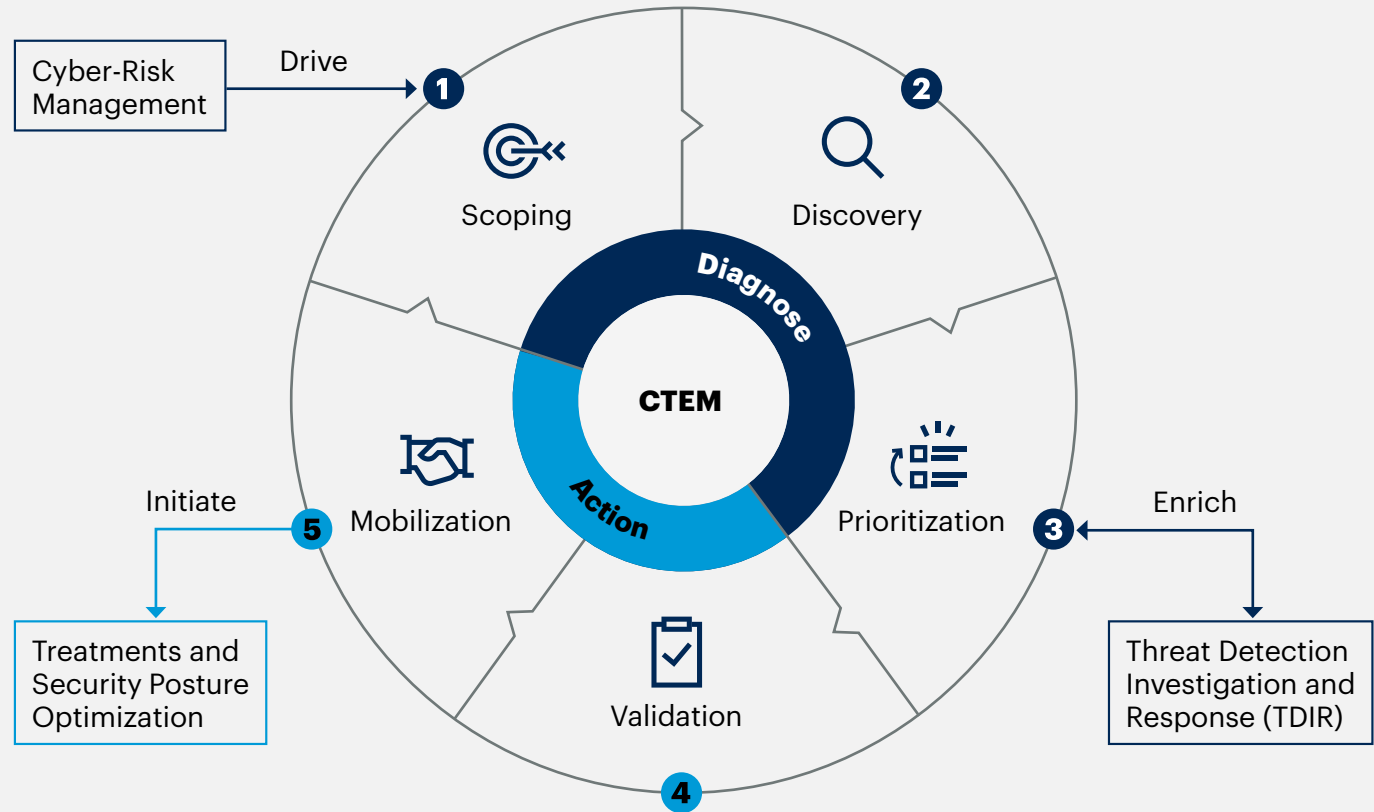 Cyber-Risk
Management
Drive
1
Scoping
2
Discovery
Diagnose
CTEM
Action
Prioritization
3
Enrich
Threat Detection
Investigation and
Response (TDIR)
Validation
4
Mobilization
5
Initiate
Treatments and
Security Posture
Optimization